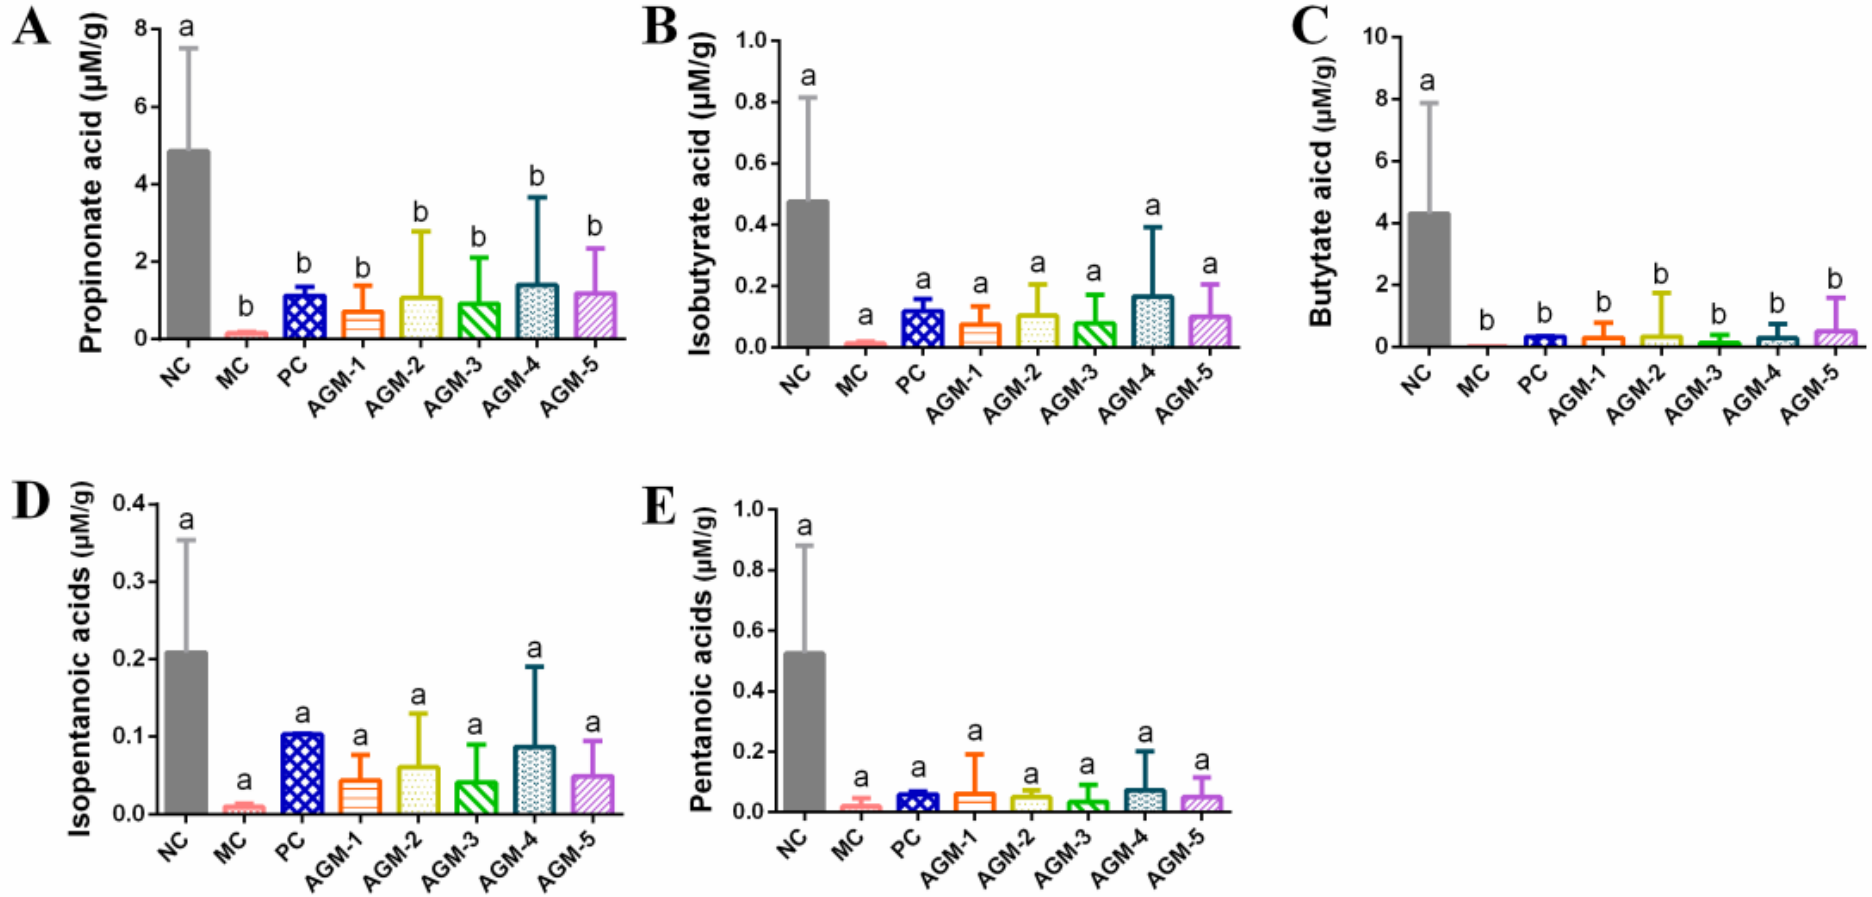 A
Propinonate acid (μM/g)
8
6
4
2
0
a
b
b
b
b
b
b
b
NC
MC
PC
AGM-1
AGM-2
AGM-3
AGM-4
AGM-5
B
Isobutyrate acid (μM/g)
1.0
0.8
0.6
0.4
0.2
0.0
a
a
a
a
a
a
a
a
NC
MC
PC
AGM-1
AGM-2
AGM-3
AGM-4
AGM-5
C
Butytate aicd (μM/g)
10
8
6
4
2
0
a
b
b
b
b
b
b
b
NC
MC
PC
AGM-1
AGM-2
AGM-3
AGM-4
AGM-5
D
Isopentanoic acids (μM/g)
0.4
0.3
0.2
0.1
0.0
a
a
a
a
a
a
a
a
NC
MC
PC
AGM-1
AGM-2
AGM-3
AGM-4
AGM-5
E
Pentanoic acids (μM/g)
1.0
0.8
0.6
0.4
0.2
0.0
a
a
a
a
a
a
a
a
NC
MC
PC
AGM-1
AGM-2
AGM-3
AGM-4
AGM-5